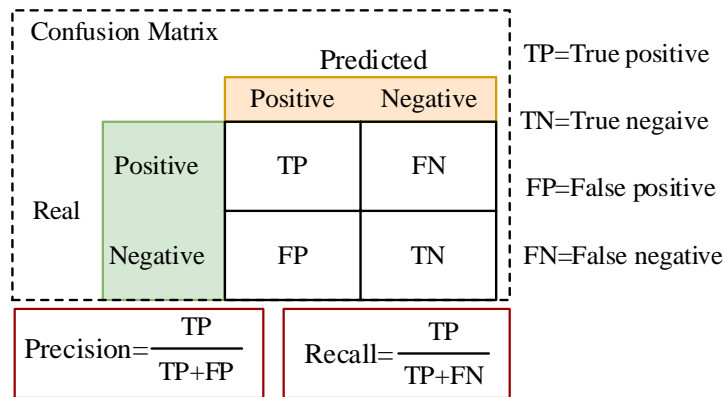 Confusion Matrix
Predicted
Positive Negative
Real
Positive TP FN
Negative FP TN
TP=True positive
TN=True negaive
FP=False positive
FN=False negative
Precision= TP
TP+FP
Recall= TP
TP+FN